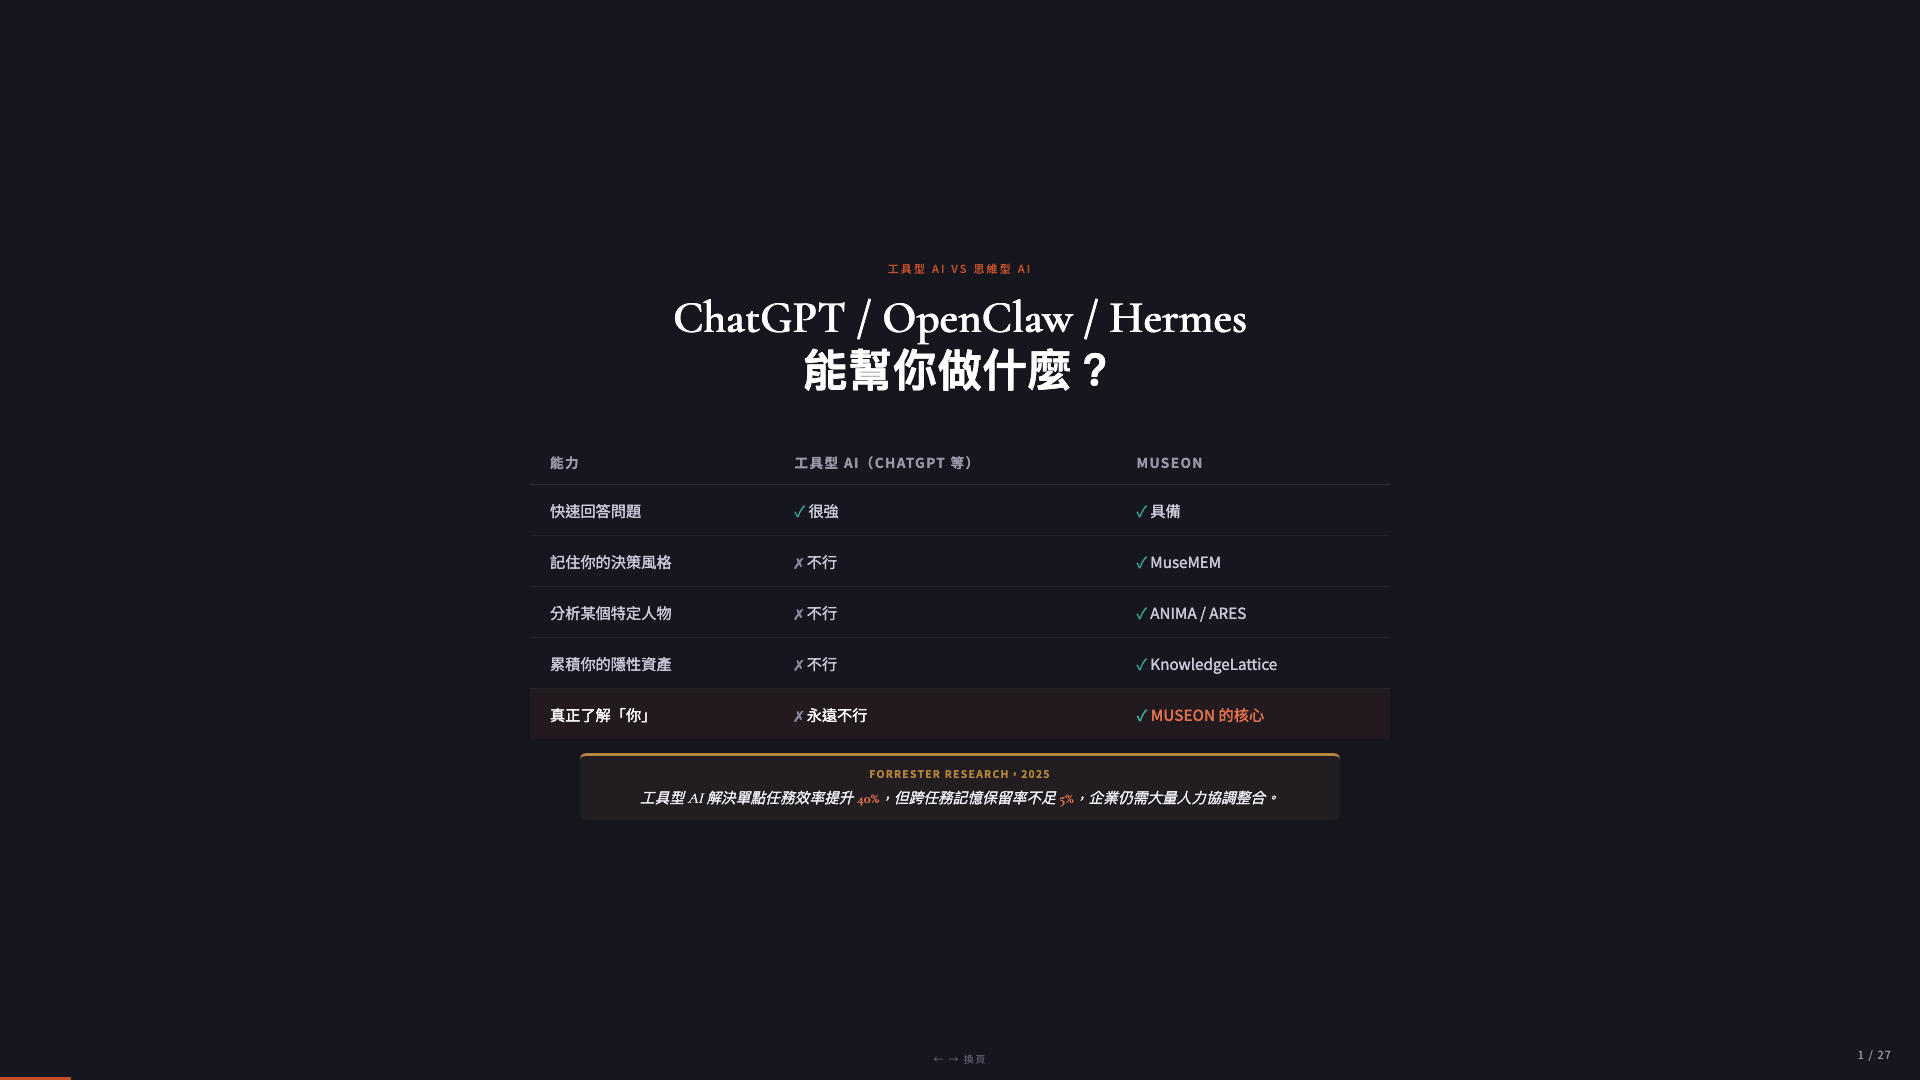 工具型 AI VS 思維型 AI
ChatGPT / OpenClaw / Hermes
能幫你做什麼？
能力 工具型 AI（CHATGPT 等） MUSEON
快速回答問題 ✓ 很強 ✓ 具備
記住你的決策風格 ✗ 不行 ✓ MuseMEM
分析某個特定人物 ✗ 不行 ✓ ANIMA / ARES
累積你的隱性資產 ✗ 不行 ✓ KnowledgeLattice
真正了解「你」 ✗ 永遠不行 ✓ MUSEON 的核心
FORRESTER RESEARCH，2025
工具型 AI 解決單點任務效率提升 40%，但跨任務記憶保留率不足 5%，企業仍需大量人力協調整合。
← → 換頁
1 / 27